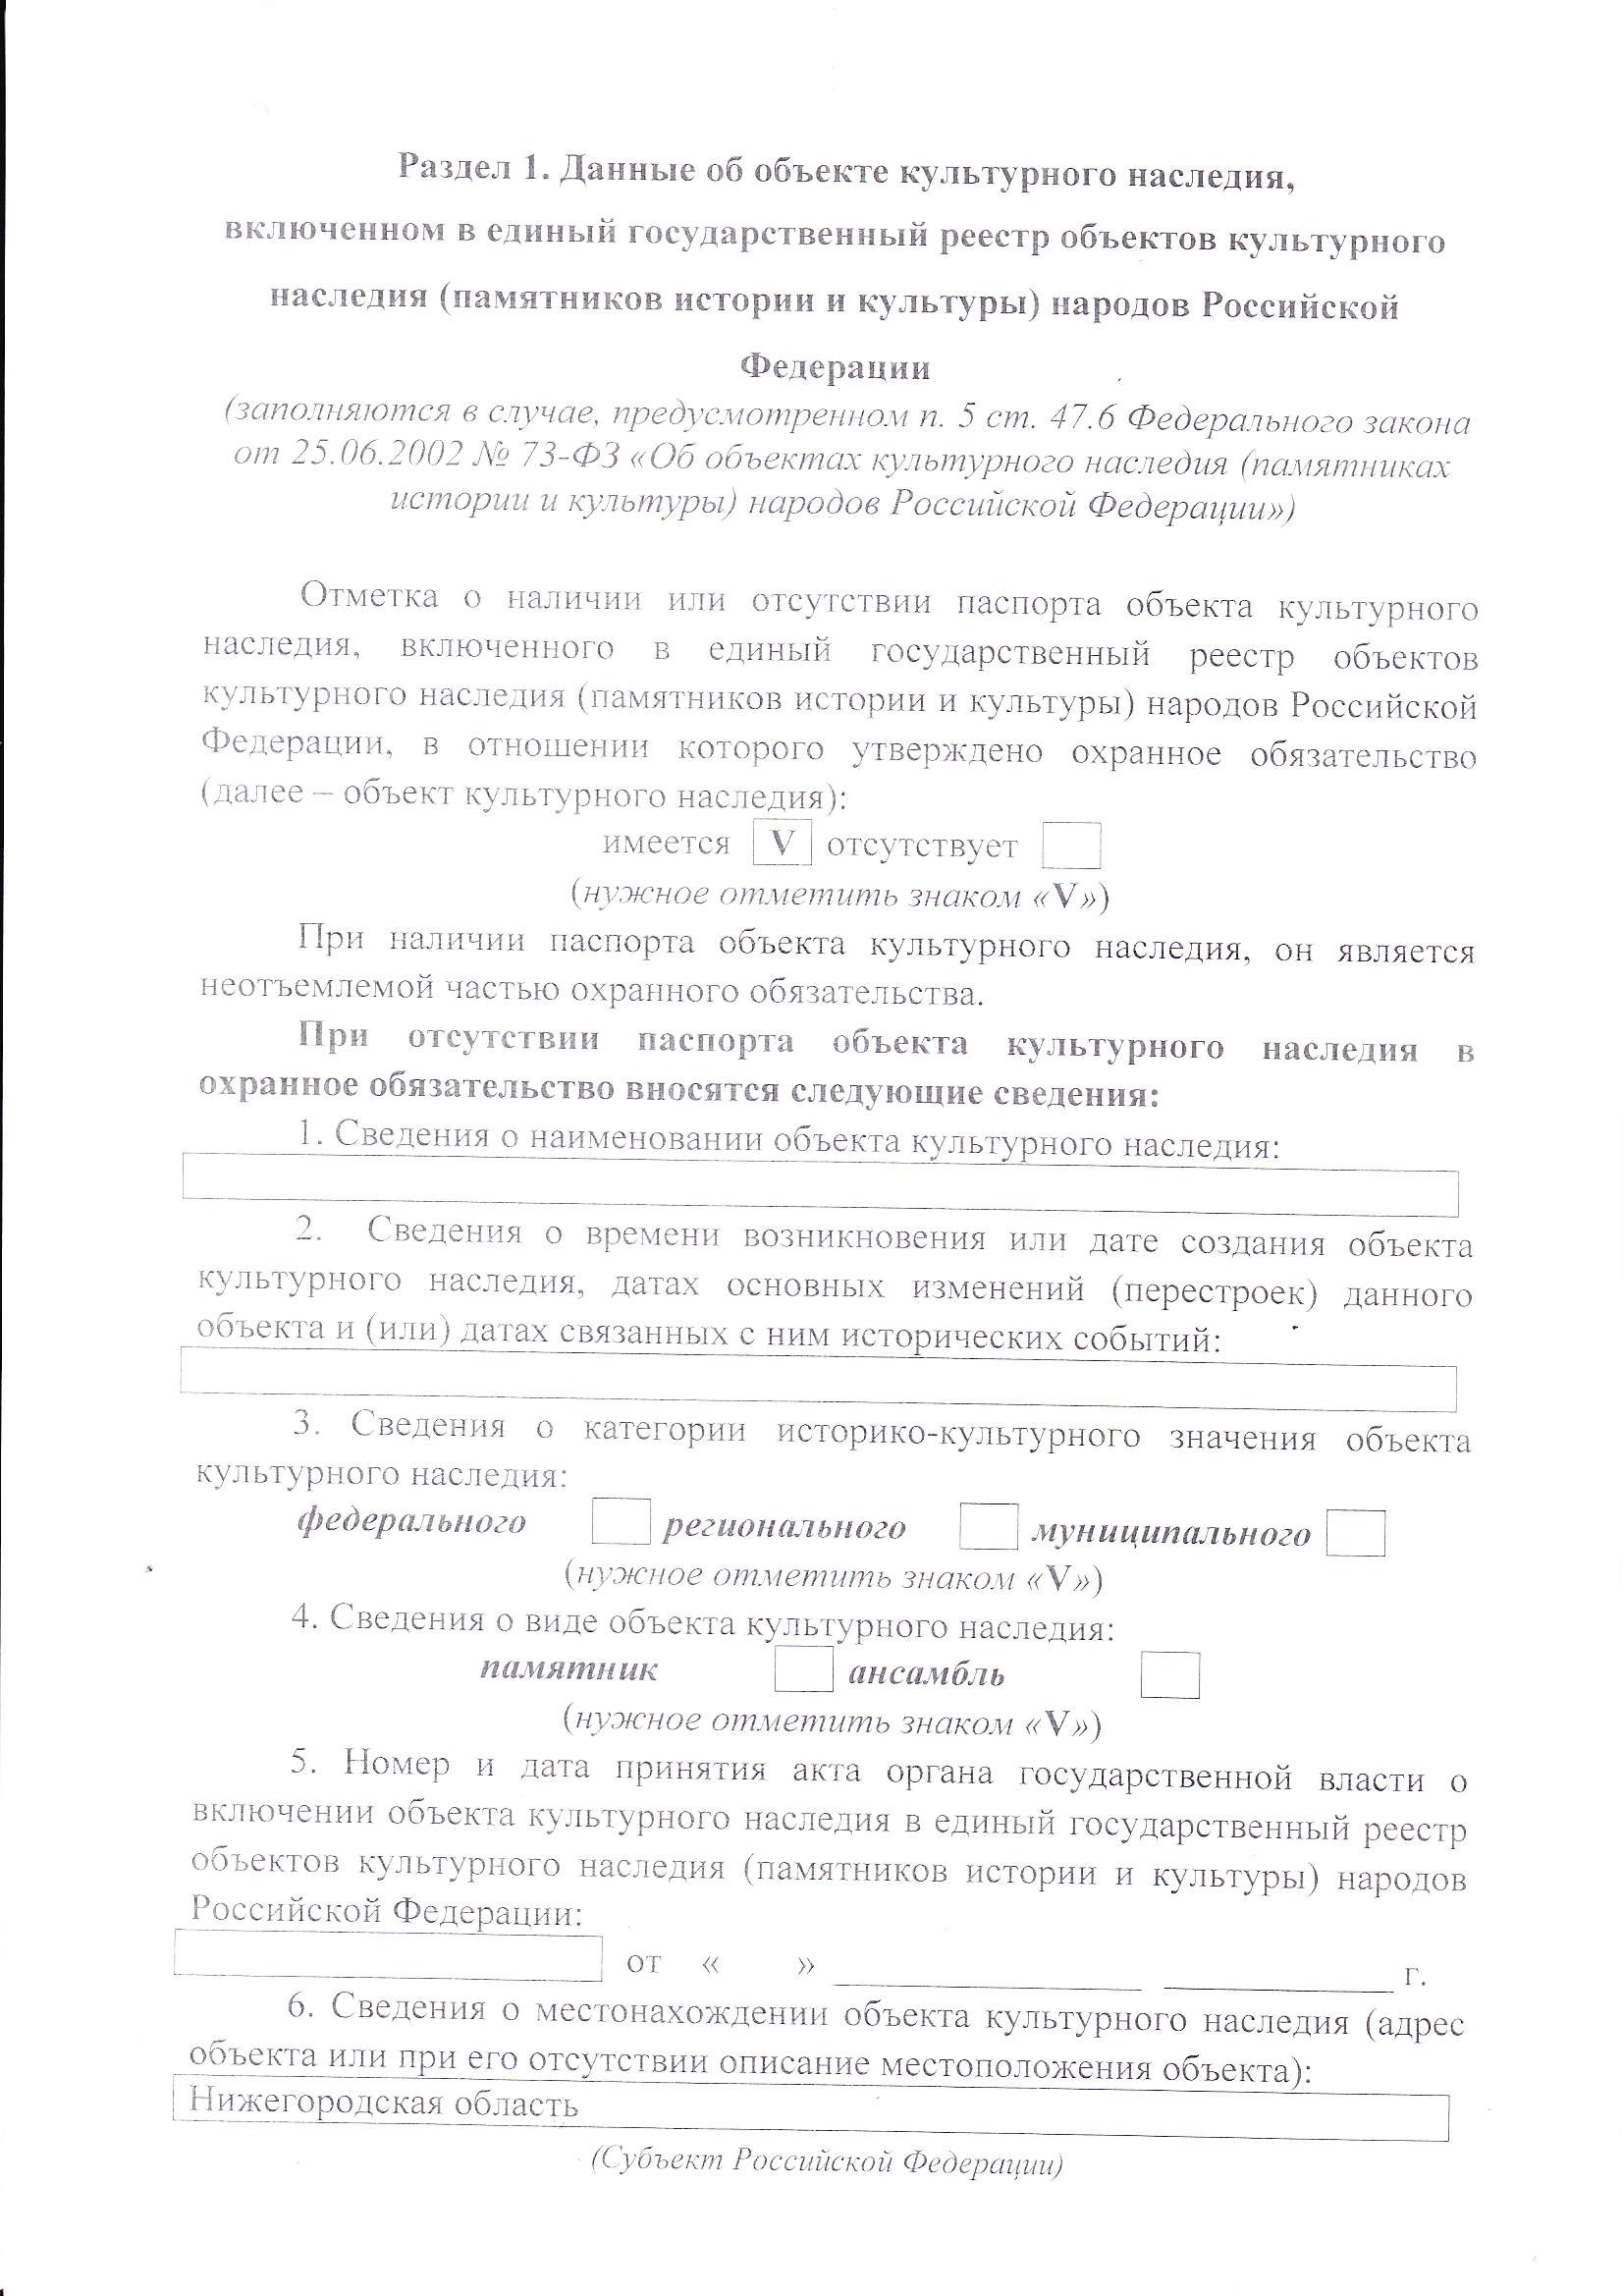 Раздел 1. Данные об объекте культурного наследия,
включенном в единый государственный реестр объектов культурного
наследия (памятников истории и культуры) народов Российской
Федерации
(заполняются в случае, предусмотренном п. 5 ст. 47.6 Федерального закона
от 25.06.2002 № 73-ФЗ «Об объектах культурного наследия (памятниках
истории и культуры) народов Российской Федерации»)
Отметка о наличии или отсутствии паспорта объекта культурного
наследия, включенного в единый государственный реестр объектов
культурного наследия (памятников истории и культуры) народов Российской
Федерации, в отношении которого утверждено охранное обязательство
(далее – объект культурного наследия):
имеется V отсутствует
(нужное отметить знаком «V»)
При наличии паспорта объекта культурного наследия, он является
неотъемлемой частью охранного обязательства.
При отсутствии паспорта объекта культурного наследия в
охранное обязательство вносятся следующие сведения:
1. Сведения о наименовании объекта культурного наследия:
2. Сведения о времени возникновения или дате создания объекта
культурного наследия, датах основных изменений (перестроек) данного
объекта и (или) датах связанных с ним исторических событий:
3. Сведения о категории историко-культурного значения объекта
культурного наследия:
федерального регионального муниципального
(нужное отметить знаком «V»)
4. Сведения о виде объекта культурного наследия:
памятник ансамбль
(нужное отметить знаком «V»)
5. Номер и дата принятия акта органа государственной власти о
включении объекта культурного наследия в единый государственный реестр
объектов культурного наследия (памятников истории и культуры) народов
Российской Федерации:
от « » г.
6. Сведения о местонахождении объекта культурного наследия (адрес
объекта или при его отсутствии описание местоположения объекта):
Нижегородская область
(Субъект Российской Федерации)